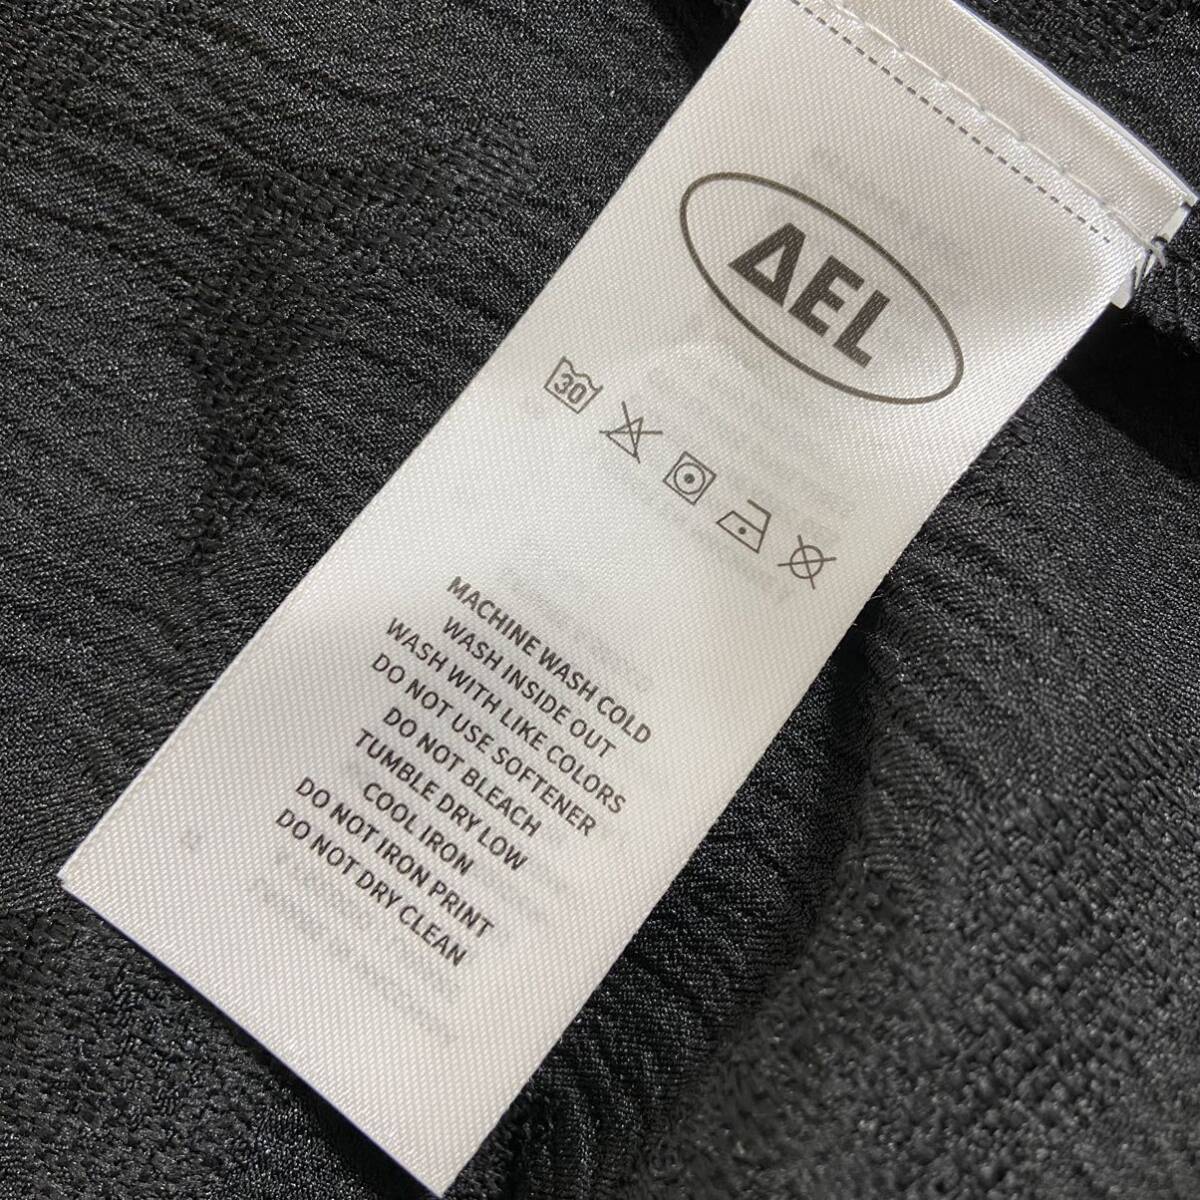 ΔEL
30
MACHINE WASH COLD
WASH INSIDE OUT
WASH WITH LIKE COLORS
DO NOT USE SOFTENER
DO NOT BLEACH
TUMBLE DRY LOW
COOL IRON
DO NOT IRON PRINT
DO NOT DRY CLEAN